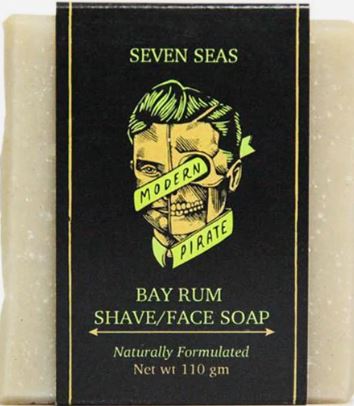 SEVEN SEAS
MODERN
PIRATE
BAY RUM
SHAVE/FACE SOAP
Naturally Formulated
Net wt 110 gm